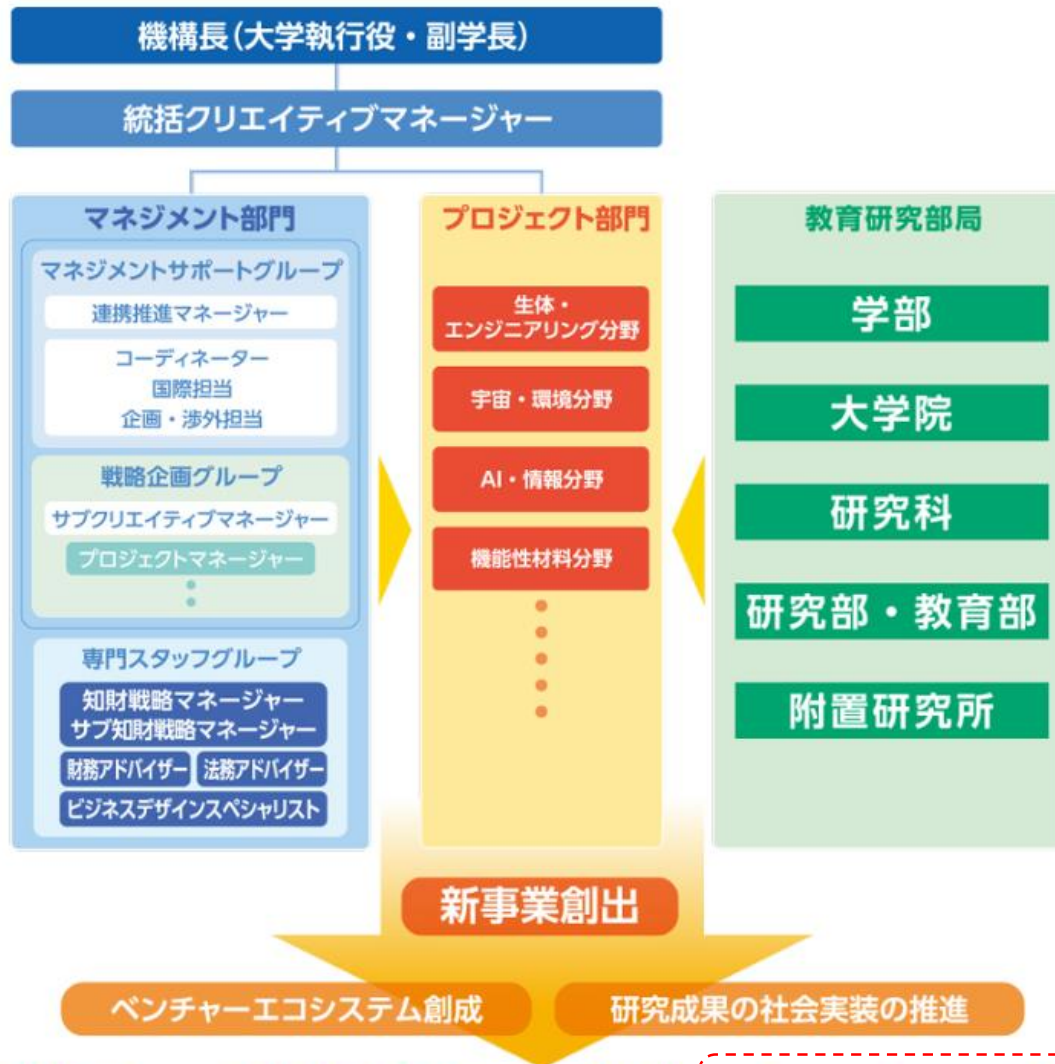 機構長（大学執行役・副学長）
統括クリエイティブマネージャー
マネジメント部門
マネジメントサポートグループ
連携推進マネージャー
コーディネーター
国際担当
企画・渉外担当
戦略企画グループ
サブクリエイティブマネージャー
プロジェクトマネージャー
専門スタッフグループ
知財戦略マネージャー
サブ知財戦略マネージャー
財務アドバイザー 法務アドバイザー
ビジネスデザインスペシャリスト
プロジェクト部門
生体・
エンジニアリング分野
宇宙・環境分野
AI・情報分野
機能性材料分野
教育研究部局
学部
大学院
研究科
研究部・教育部
附置研究所
新事業創出
ベンチャーエコシステム創成
研究成果の社会実装の推進